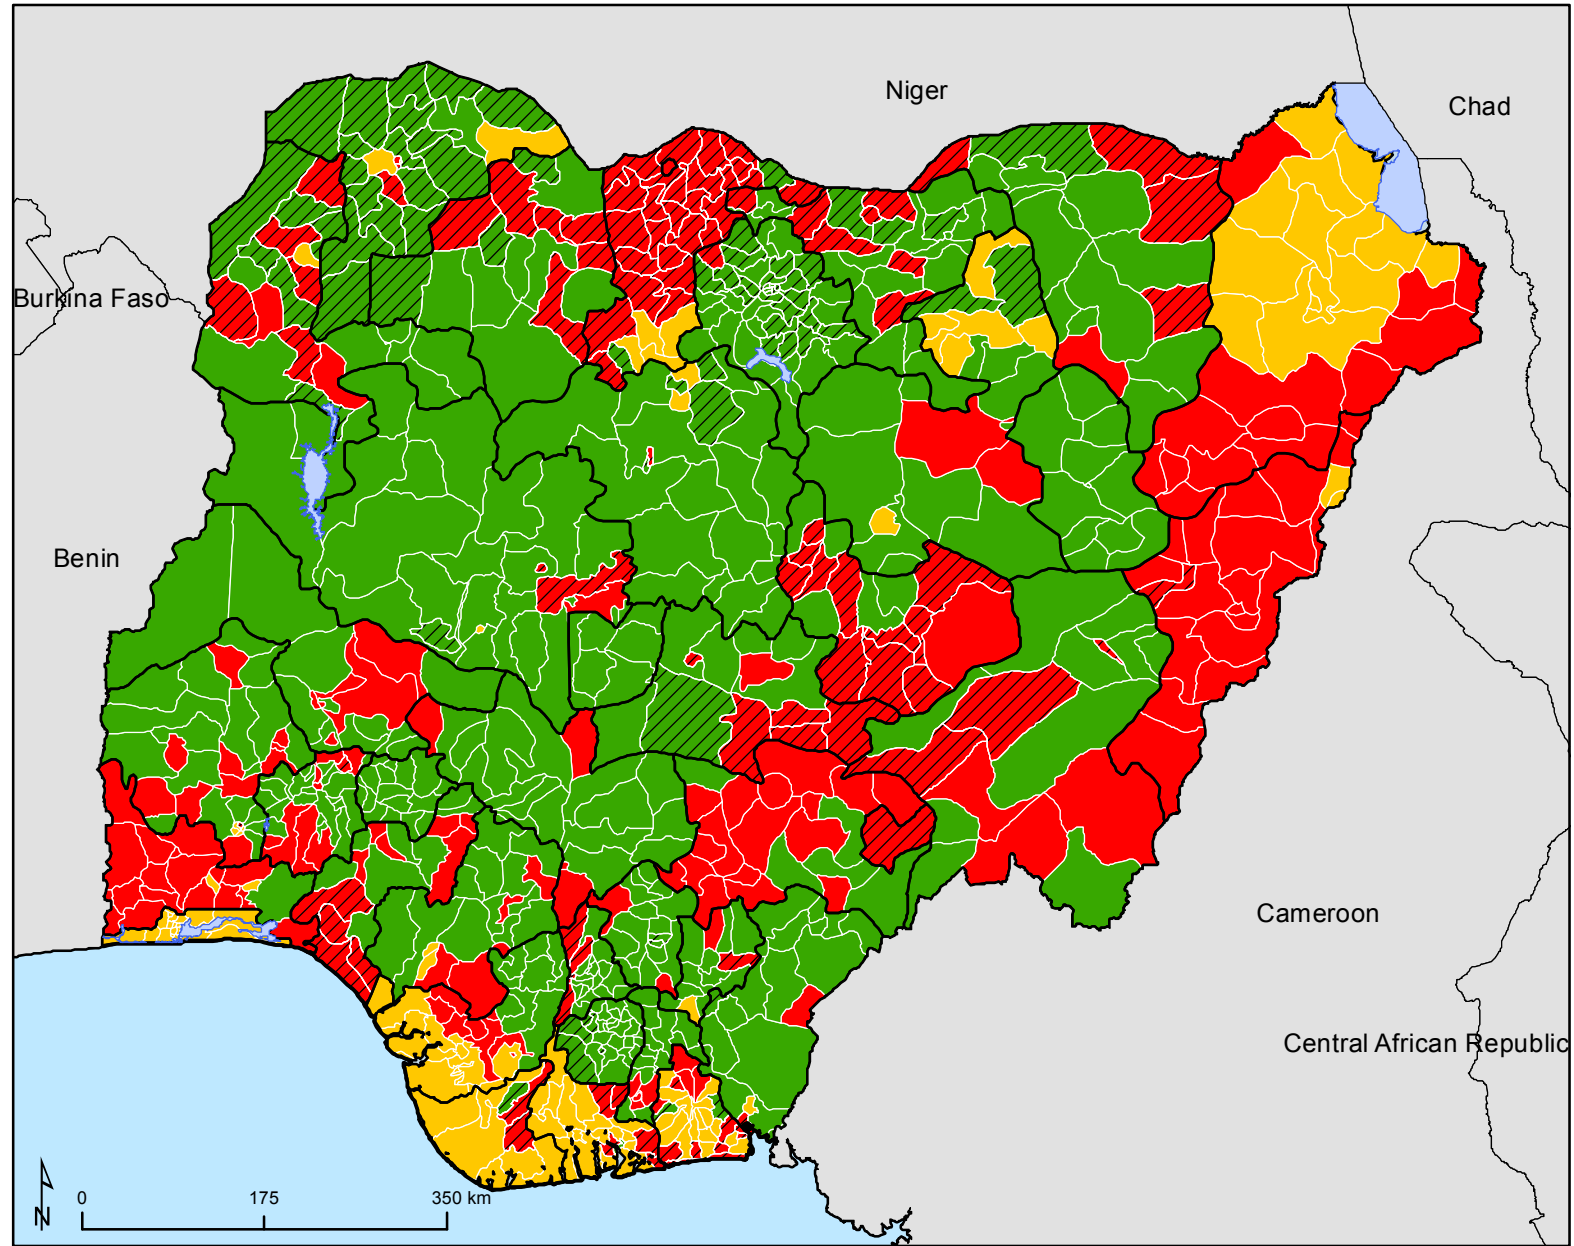 Niger
Chad
Burkina Faso
Benin
Cameroon
Central African Republic
N
0 175 350 km